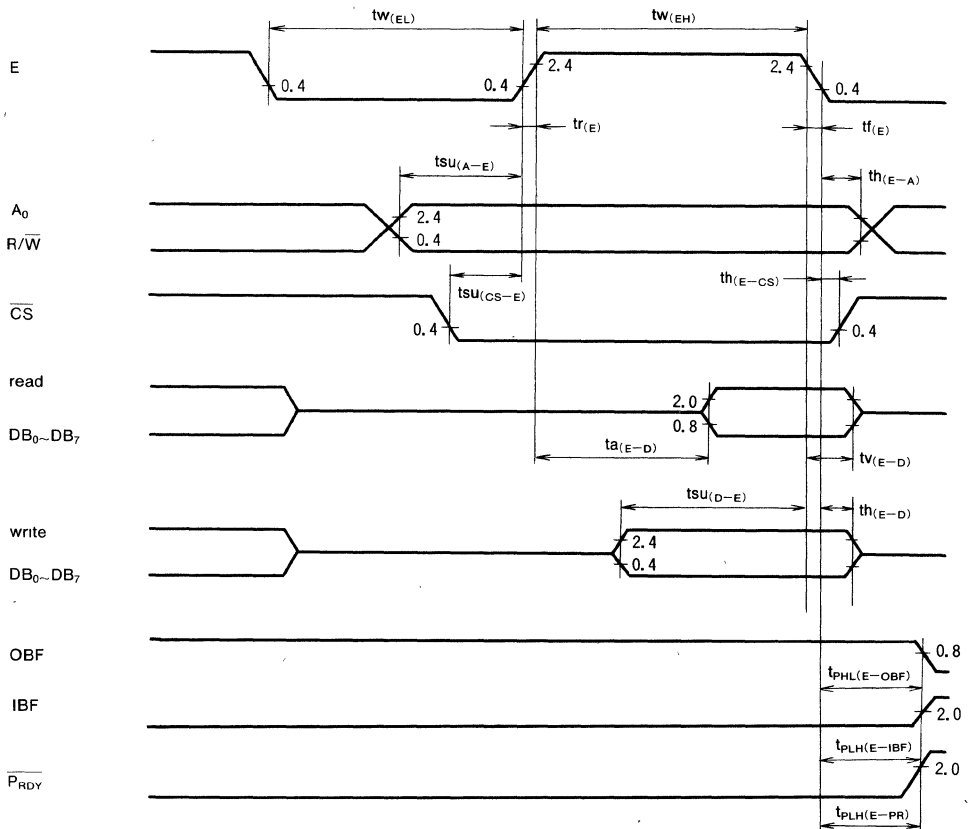 tw(EL)
tw(EH)
E
0.4
0.4
2.4
2.4
0.4
tr(E)
tf(E)
tsu(A−E)
th(E−A)
A0
R/W̅
2.4
0.4
tsu(CS−E)
th(E−CS)
C̅S̅
0.4
0.4
read
DB0~DB7
2.0
0.8
ta(E−D)
tv(E−D)
write
DB0~DB7
tsu(D−E)
th(E−D)
2.4
0.4
OBF
0.8
tPHL(E−OBF)
IBF
2.0
tPLH(E−IBF)
P̅R̅D̅Y̅
2.0
tPLH(E−PR)